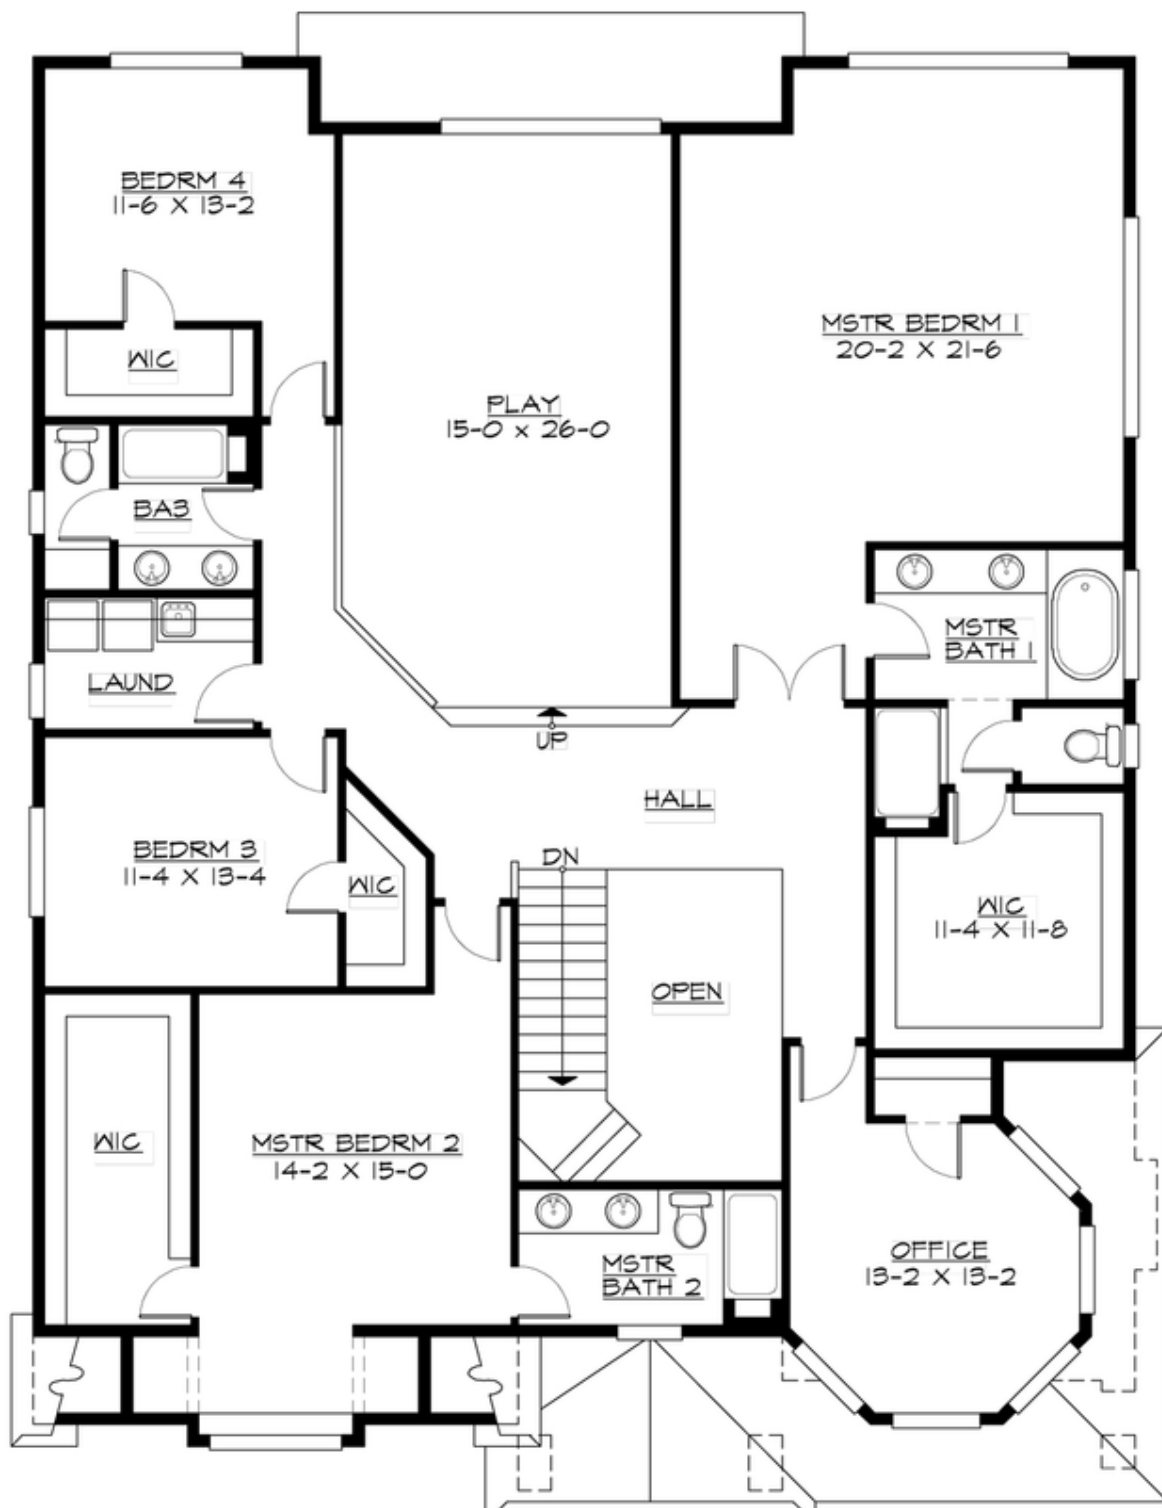 BEDRM 4
11-6 X 13-2
WIC
MSTR BEDRM 1
20-2 X 21-6
PLAY
15-0 x 26-0
BA3
MSTR
BATH 1
LAUND
UP
HALL
BEDRM 3
11-4 X 13-4
WIC
DN
WIC
11-4 X 11-8
OPEN
WIC
MSTR BEDRM 2
14-2 X 15-0
MSTR
BATH 2
OFFICE
13-2 X 13-2